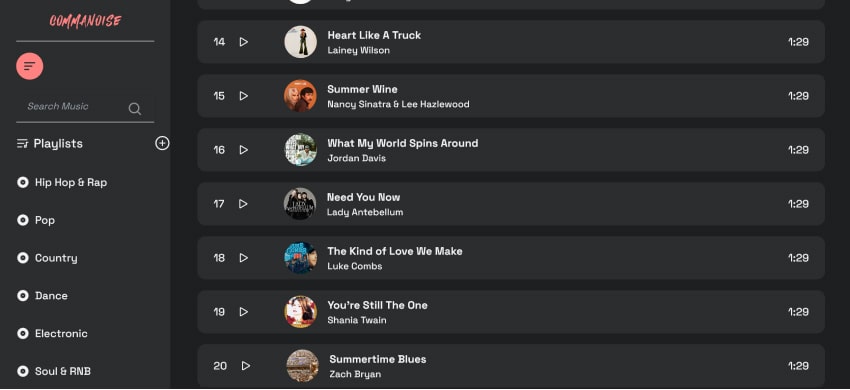 COMMANOISE
Search Music
Playlists
Hip Hop & Rap
Pop
Country
Dance
Electronic
Soul & RNB
14 Heart Like A Truck 1:29
Lainey Wilson
15 Summer Wine 1:29
Nancy Sinatra & Lee Hazlewood
16 What My World Spins Around 1:29
Jordan Davis
17 Need You Now 1:29
Lady Antebellum
18 The Kind of Love We Make 1:29
Luke Combs
19 You're Still The One 1:29
Shania Twain
20 Summertime Blues 1:29
Zach Bryan